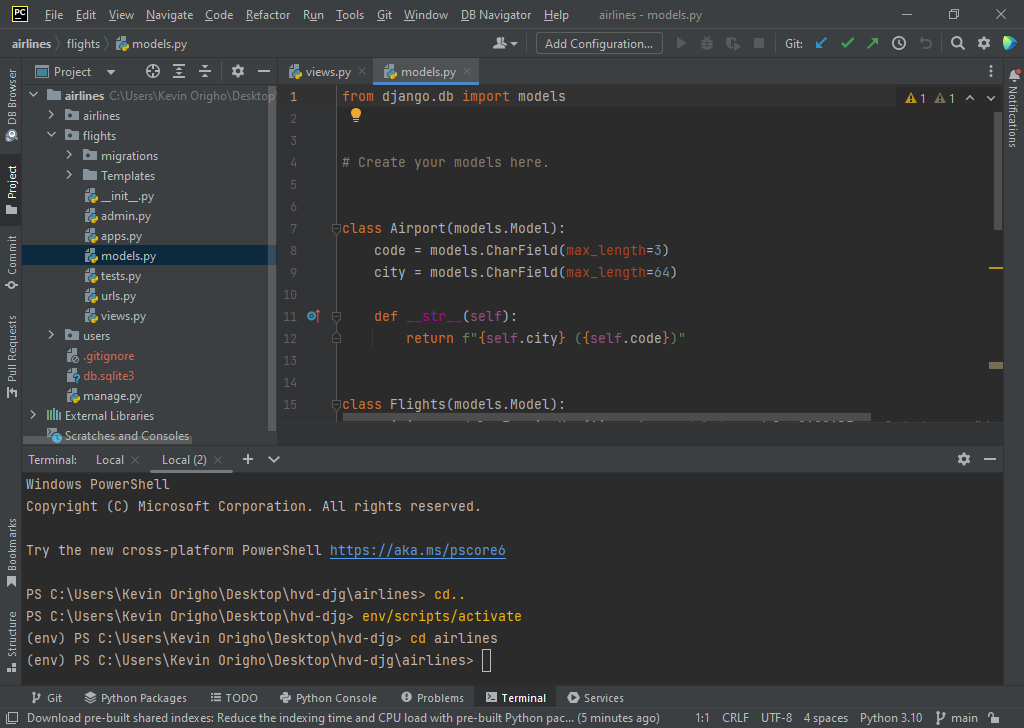 PC File Edit View Navigate Code Refactor Run Tools Git Window DB Navigator Help airlines - models.py
airlines flights models.py Add Configuration... Git:
Project views.py models.py
airlines C:\Users\Kevin Origho\Desktop
airlines
flights
migrations
Templates
__init__.py
admin.py
apps.py
models.py
tests.py
urls.py
views.py
users
.gitignore
db.sqlite3
manage.py
External Libraries
Scratches and Consoles
1 from django.db import models
2
3
4 # Create your models here.
5
6
7 class Airport(models.Model):
8 code = models.CharField(max_length=3)
9 city = models.CharField(max_length=64)
10
11 def __str__(self):
12 return f"{self.city} ({self.code})"
13
14
15 class Flights(models.Model):
1 1
DB Browser
Project
Commit
Pull Requests
Bookmarks
Structure
Notifications
Terminal: Local Local (2)
Windows PowerShell
Copyright (C) Microsoft Corporation. All rights reserved.
Try the new cross-platform PowerShell https://aka.ms/pscore6
PS C:\Users\Kevin Origho\Desktop\hvd-djg\airlines> cd..
PS C:\Users\Kevin Origho\Desktop\hvd-djg> env/scripts/activate
(env) PS C:\Users\Kevin Origho\Desktop\hvd-djg> cd airlines
(env) PS C:\Users\Kevin Origho\Desktop\hvd-djg\airlines>
Git Python Packages TODO Python Console Problems Terminal Services
Download pre-built shared indexes: Reduce the indexing time and CPU load with pre-built Python pac... (5 minutes ago) 1:1 CRLF UTF-8 4 spaces Python 3.10 main